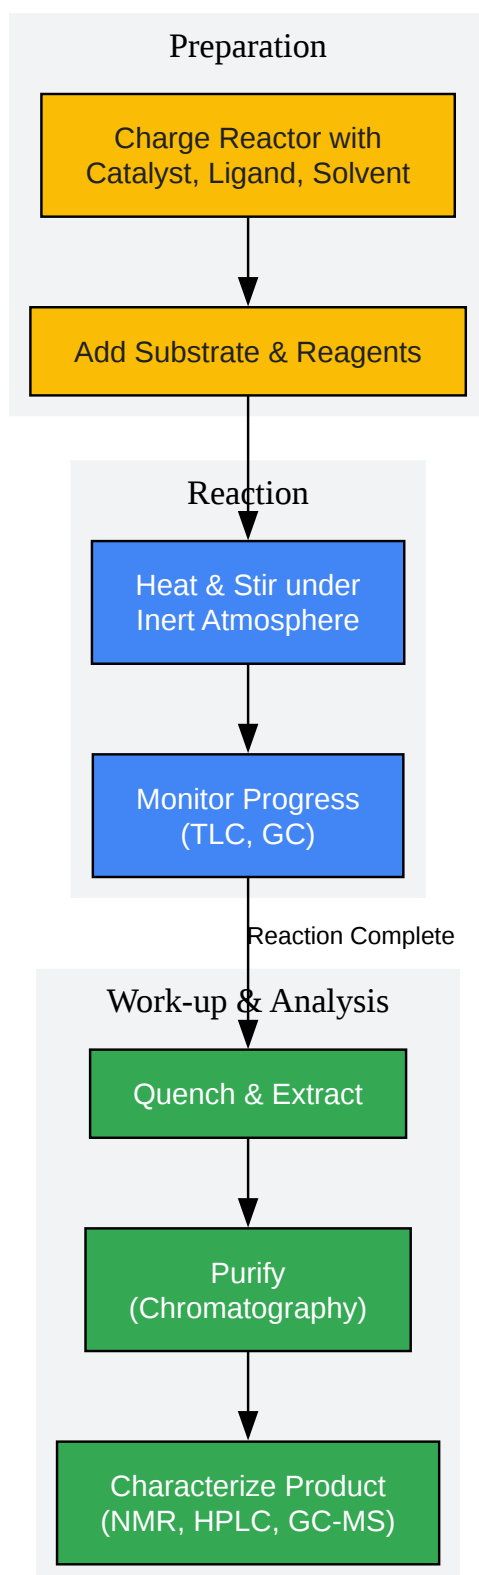 Preparation
Charge Reactor with
Catalyst, Ligand, Solvent
Add Substrate & Reagents
Reaction
Heat & Stir under
Inert Atmosphere
Monitor Progress
(TLC, GC)
Reaction Complete
Work-up & Analysis
Quench & Extract
Purify
(Chromatography)
Characterize Product
(NMR, HPLC, GC-MS)